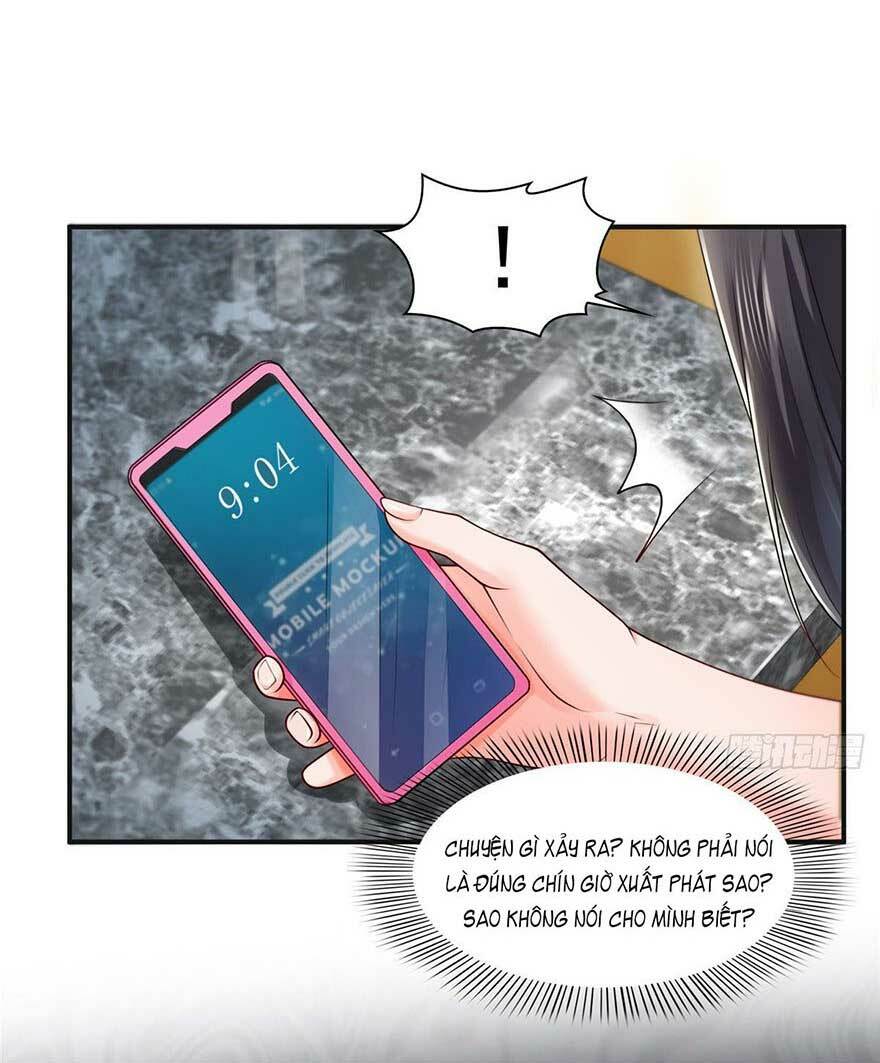 !
9:04
MOBILE MOCKUP
CHUYỆN GÌ XẢY RA? KHÔNG PHẢI NÓI
LÀ ĐÚNG CHÍN GIỜ XUẤT PHÁT SAO?
SAO KHÔNG NÓI CHO MÌNH BIẾT?